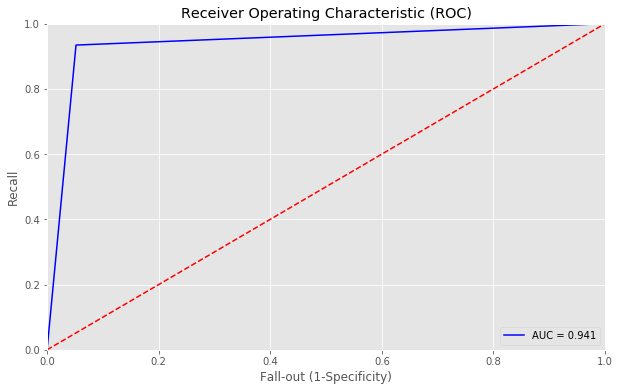 Receiver Operating Characteristic (ROC)
1.0
0.8
0.6
0.4
0.2
0.0
Recall
0.0 0.2 0.4 0.6 0.8 1.0
Fall-out (1-Specificity)
AUC = 0.941